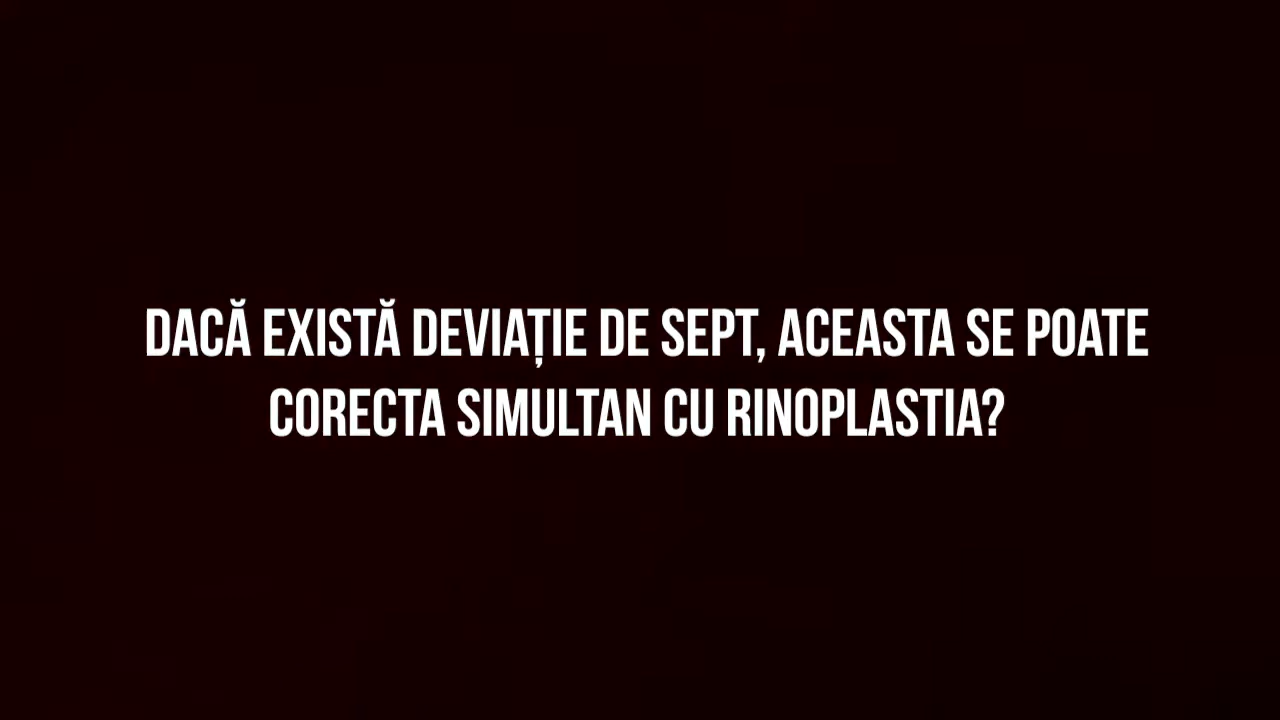 DACĂ EXISTĂ DEVIAȚIE DE SEPT, ACEASTA SE POATE
CORECTA SIMULTAN CU RINOPLASTIA?